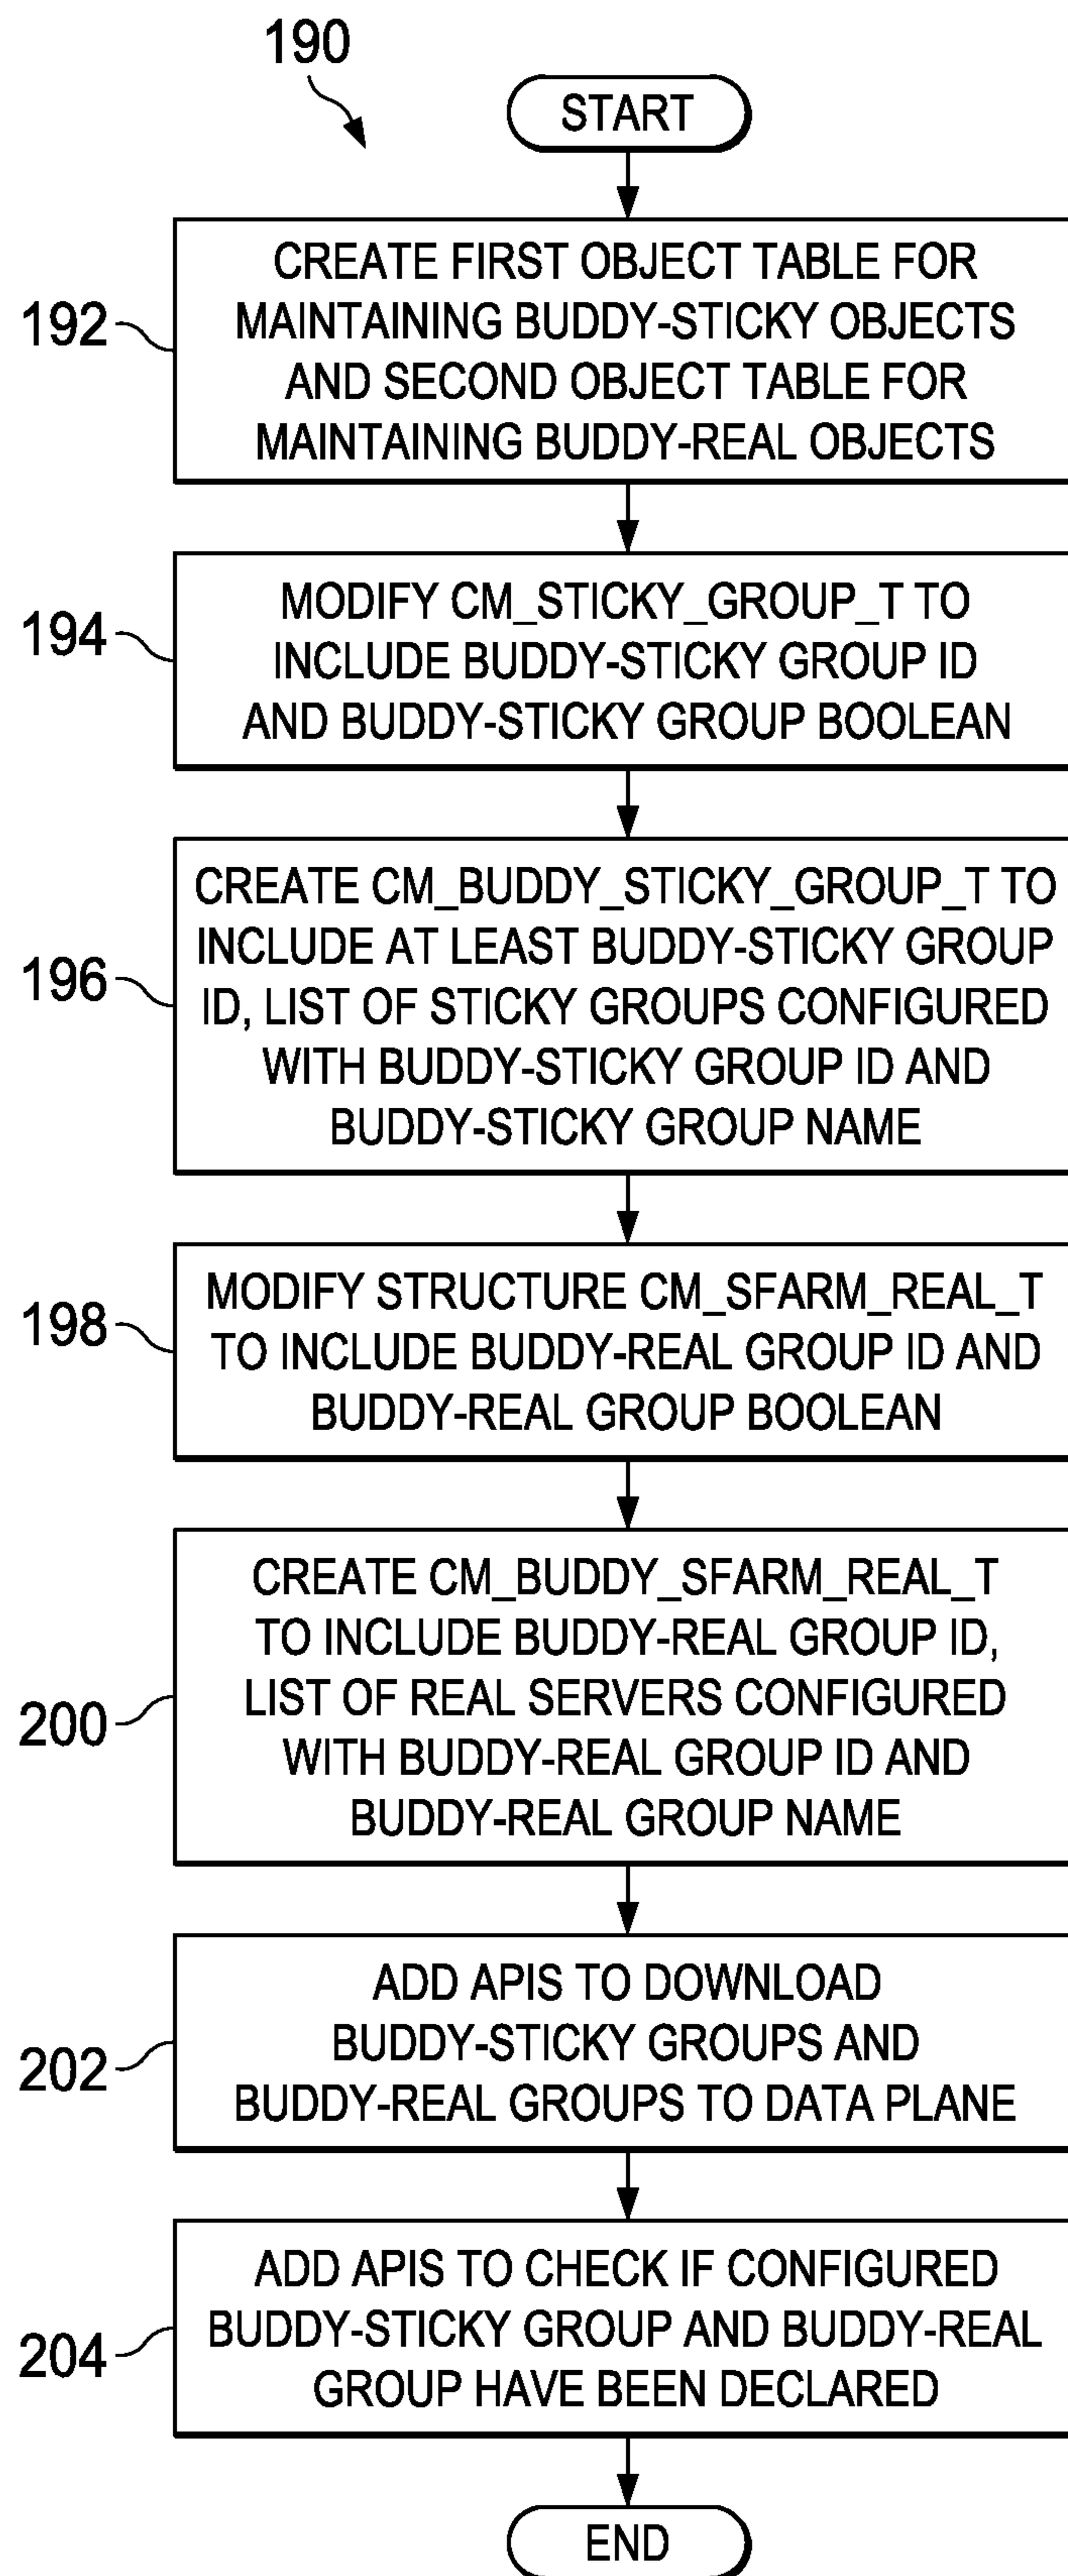 190
START
192
CREATE FIRST OBJECT TABLE FOR
MAINTAINING BUDDY-STICKY OBJECTS
AND SECOND OBJECT TABLE FOR
MAINTAINING BUDDY-REAL OBJECTS
194
MODIFY CM_STICKY_GROUP_T TO
INCLUDE BUDDY-STICKY GROUP ID
AND BUDDY-STICKY GROUP BOOLEAN
196
CREATE CM_BUDDY_STICKY_GROUP_T TO
INCLUDE AT LEAST BUDDY-STICKY GROUP
ID, LIST OF STICKY GROUPS CONFIGURED
WITH BUDDY-STICKY GROUP ID AND
BUDDY-STICKY GROUP NAME
198
MODIFY STRUCTURE CM_SFARM_REAL_T
TO INCLUDE BUDDY-REAL GROUP ID AND
BUDDY-REAL GROUP BOOLEAN
200
CREATE CM_BUDDY_SFARM_REAL_T
TO INCLUDE BUDDY-REAL GROUP ID,
LIST OF REAL SERVERS CONFIGURED
WITH BUDDY-REAL GROUP ID AND
BUDDY-REAL GROUP NAME
202
ADD APIS TO DOWNLOAD
BUDDY-STICKY GROUPS AND
BUDDY-REAL GROUPS TO DATA PLANE
204
ADD APIS TO CHECK IF CONFIGURED
BUDDY-STICKY GROUP AND BUDDY-REAL
GROUP HAVE BEEN DECLARED
END